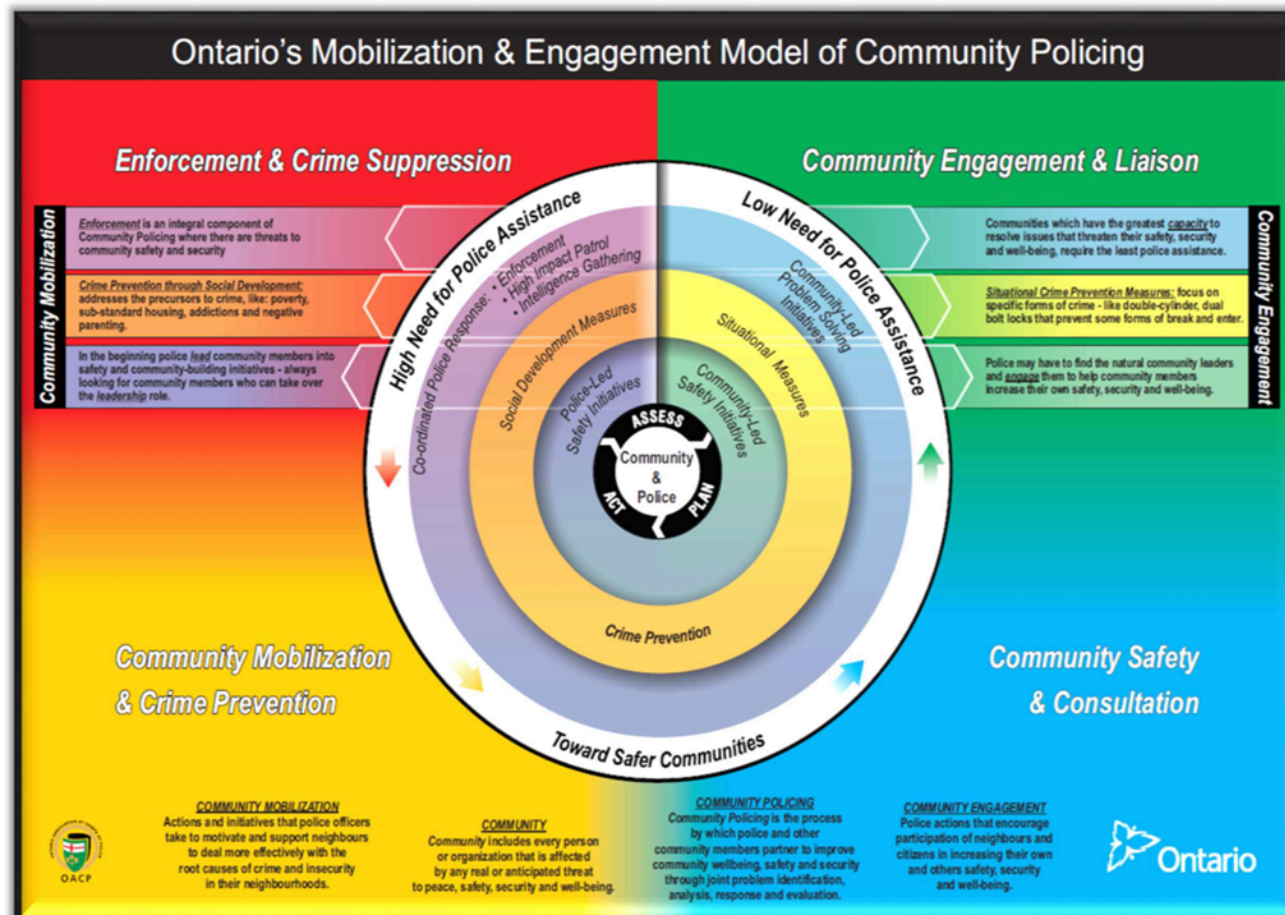 Ontario's Mobilization & Engagement Model of Community Policing
Enforcement & Crime Suppression
Community Engagement & Liaison
Community Mobilization
Enforcement is an integral component of
Community Policing where there are threats to
community safety and security
Crime Prevention through Social Development:
addresses the precursors to crime, like: poverty,
sub-standard housing, addictions and negative
parenting.
In the beginning police lead community members into
safety and community-building initiatives - always
looking for community members who can take over
the leadership role.
High Need for Police Assistance
Low Need for Police Assistance
Co-ordinated Police Response:
• Enforcement
• High Impact Patrol
• Intelligence Gathering
Social Development Measures
Police-Led
Safety Initiatives
Community-Led
Problem Solving
Initiatives
Situational Measures
Community-Led
Safety Initiatives
ASSESS
PLAN
ACT
Community
&
Police
Crime Prevention
Toward Safer Communities
Communities which have the greatest capacity to
resolve issues that threaten their safety, security
and well-being, require the least police assistance.
Situational Crime Prevention Measures: focus on
specific forms of crime - like double-cylinder, dual
bolt locks that prevent some forms of break and enter.
Police may have to find the natural community leaders
and engage them to help community members
increase their own safety, security and well-being.
Community Engagement
Community Mobilization
& Crime Prevention
Community Safety
& Consultation
OACP
COMMUNITY MOBILIZATION
Actions and initiatives that police officers
take to motivate and support neighbours
to deal more effectively with the
root causes of crime and insecurity
in their neighbourhoods.
COMMUNITY
Community includes every person
or organization that is affected
by any real or anticipated threat
to peace, safety, security and well-being.
COMMUNITY POLICING
Community Policing is the process
by which police and other
community members partner to improve
community wellbeing, safety and security
through joint problem identification,
analysis, response and evaluation.
COMMUNITY ENGAGEMENT
Police actions that encourage
participation of neighbours and
citizens in increasing their own
and others safety, security
and well-being.
Ontario